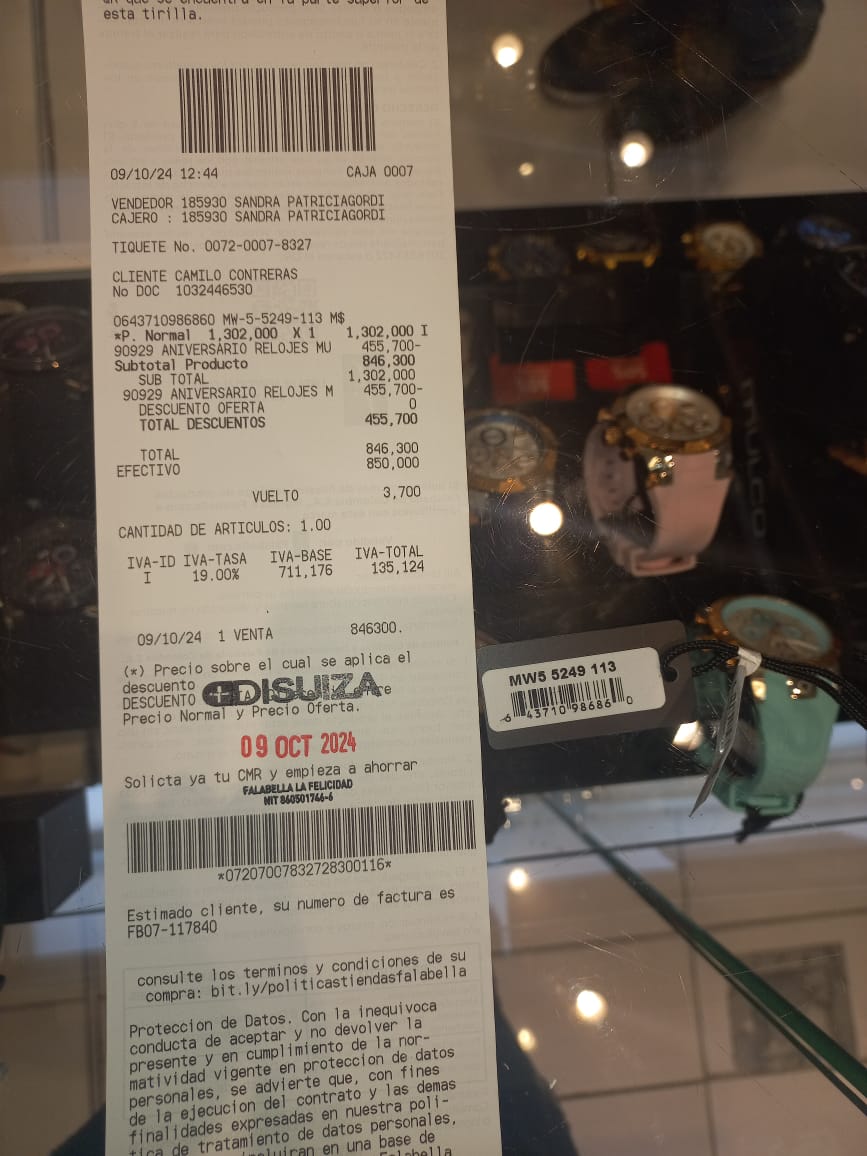 esta tirilla.
09/10/24 12:44 CAJA 0007
VENDEDOR 185930 SANDRA PATRICIAGORDI
CAJERO : 185930 SANDRA PATRICIAGORDI
TIQUETE No. 0072-0007-8327
CLIENTE CAMILO CONTRERAS
No DOC 1032446530
0643710986860 MW-5-5249-113 M$
*P. Normal 1,302,000 X 1 1,302,000 I
90929 ANIVERSARIO RELOJES MU 455,700-
Subtotal Producto 846,300
SUB TOTAL 1,302,000
90929 ANIVERSARIO RELOJES M 455,700-
DESCUENTO OFERTA 0
TOTAL DESCUENTOS 455,700
TOTAL 846,300
EFECTIVO 850,000
VUELTO 3,700
CANTIDAD DE ARTICULOS: 1.00
IVA-ID IVA-TASA IVA-BASE IVA-TOTAL
I 19.00% 711,176 135,124
09/10/24 1 VENTA 846300.
(*) Precio sobre el cual se aplica el
descuento
DESCUENTO
DISUIZA
Precio Normal y Precio Oferta.
09 OCT 2024
Solicta ya tu CMR y empieza a ahorrar
FALABELLA LA FELICIDAD
NIT 860501746-6
*07207007832728300116*
Estimado cliente, su numero de factura es
FB07-117840
consulte los terminos y condiciones de su
compra: bit.ly/politicastiendasfalabella
Proteccion de Datos. Con la inequivoca
conducta de aceptar y no devolver la
presente y en cumplimiento de la nor-
matividad vigente en proteccion de datos
personales, se advierte que, con fines
de la ejecucion del contrato y las demas
finalidades expresadas en nuestra poli-
tica de tratamiento de datos personales,
en una base de
MW5 5249 113
6 43710 98686 0
MULCO